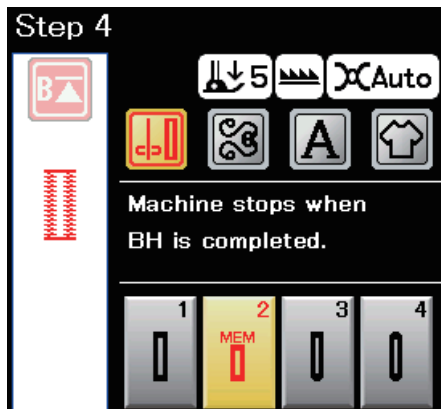 Step 4
B
5
Auto
A
Machine stops when
BH is completed.
1
2
3
4
MEM